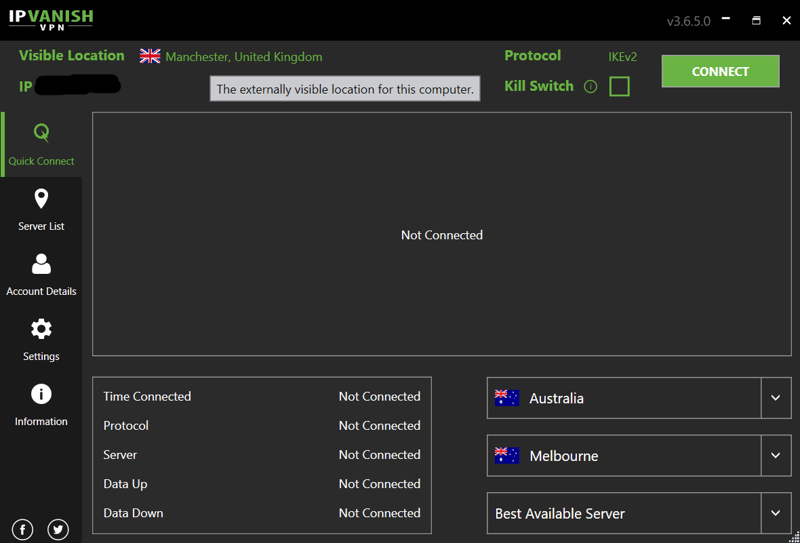 IPVANISH
VPN
v3.6.5.0
Visible Location
Manchester, United Kingdom
Protocol
IKEv2
CONNECT
IP
The externally visible location for this computer.
Kill Switch
Quick Connect
Server List
Account Details
Settings
Information
Not Connected
Time Connected Not Connected
Protocol Not Connected
Server Not Connected
Data Up Not Connected
Data Down Not Connected
Australia
Melbourne
Best Available Server